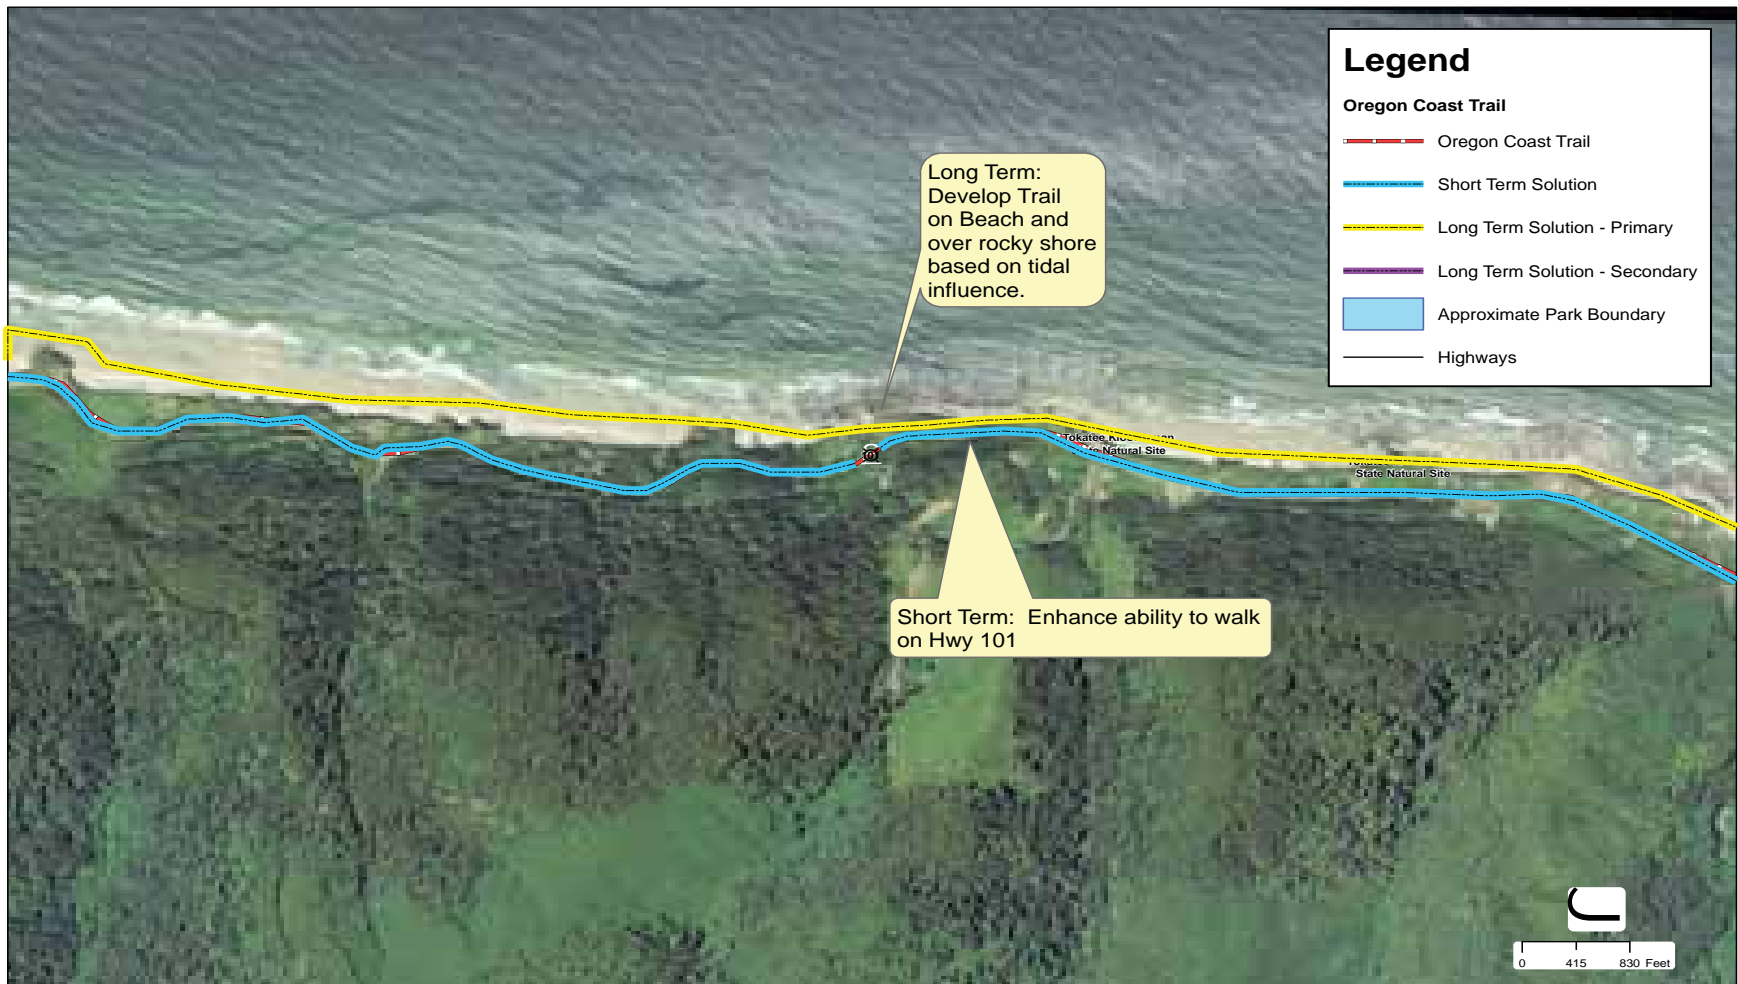 Legend
Oregon Coast Trail
Oregon Coast Trail
Short Term Solution
Long Term Solution - Primary
Long Term Solution - Secondary
Approximate Park Boundary
Highways
Long Term:
Develop Trail
on Beach and
over rocky shore
based on tidal
influence.
Tokatee
Natural Site
State Natural Site
Short Term: Enhance ability to walk
on Hwy 101
0 415 830 Feet